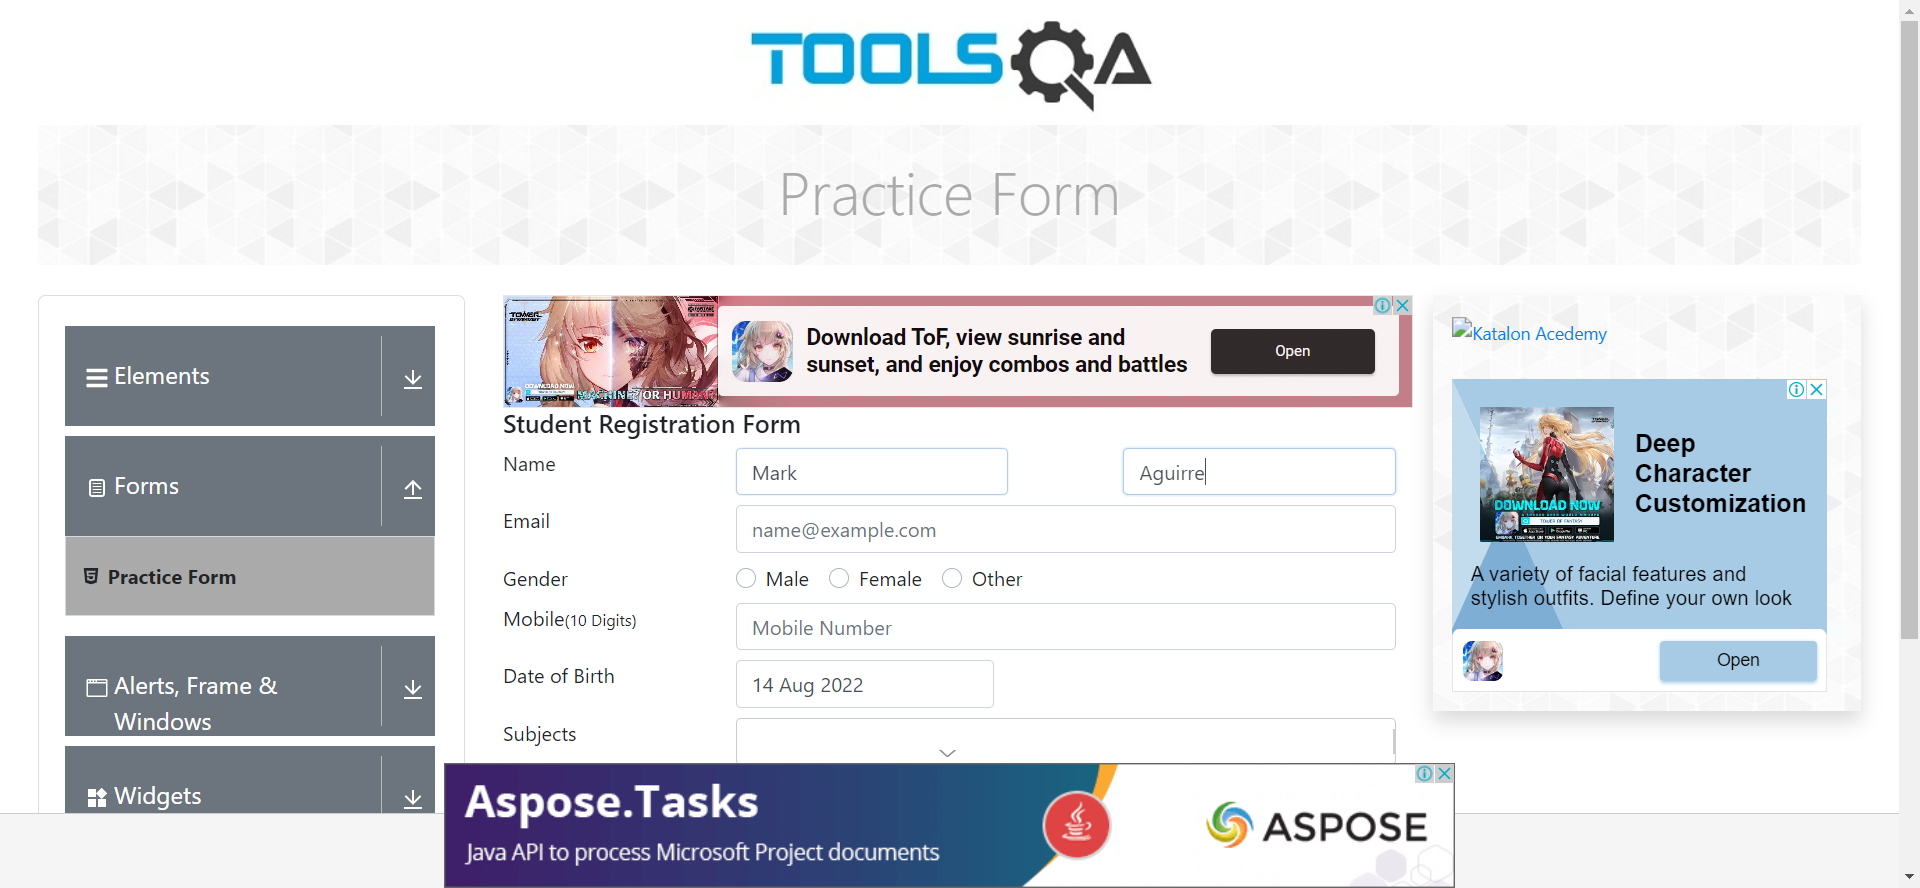 TOOLSQA
Practice Form
Elements
Forms
Practice Form
Alerts, Frame &
Windows
Widgets
DOWNLOAD NOW
MACHINE? OR HUMAN?
Download ToF, view sunrise and
sunset, and enjoy combos and battles
Open
Student Registration Form
Name
Mark
Aguirre
Email
name@example.com
Gender
Male
Female
Other
Mobile(10 Digits)
Mobile Number
Date of Birth
14 Aug 2022
Subjects
Katalon Acedemy
DOWNLOAD NOW
TOWER OF FANTASY
Deep
Character
Customization
A variety of facial features and
stylish outfits. Define your own look
Open
Aspose.Tasks
Java API to process Microsoft Project documents
ASPOSE